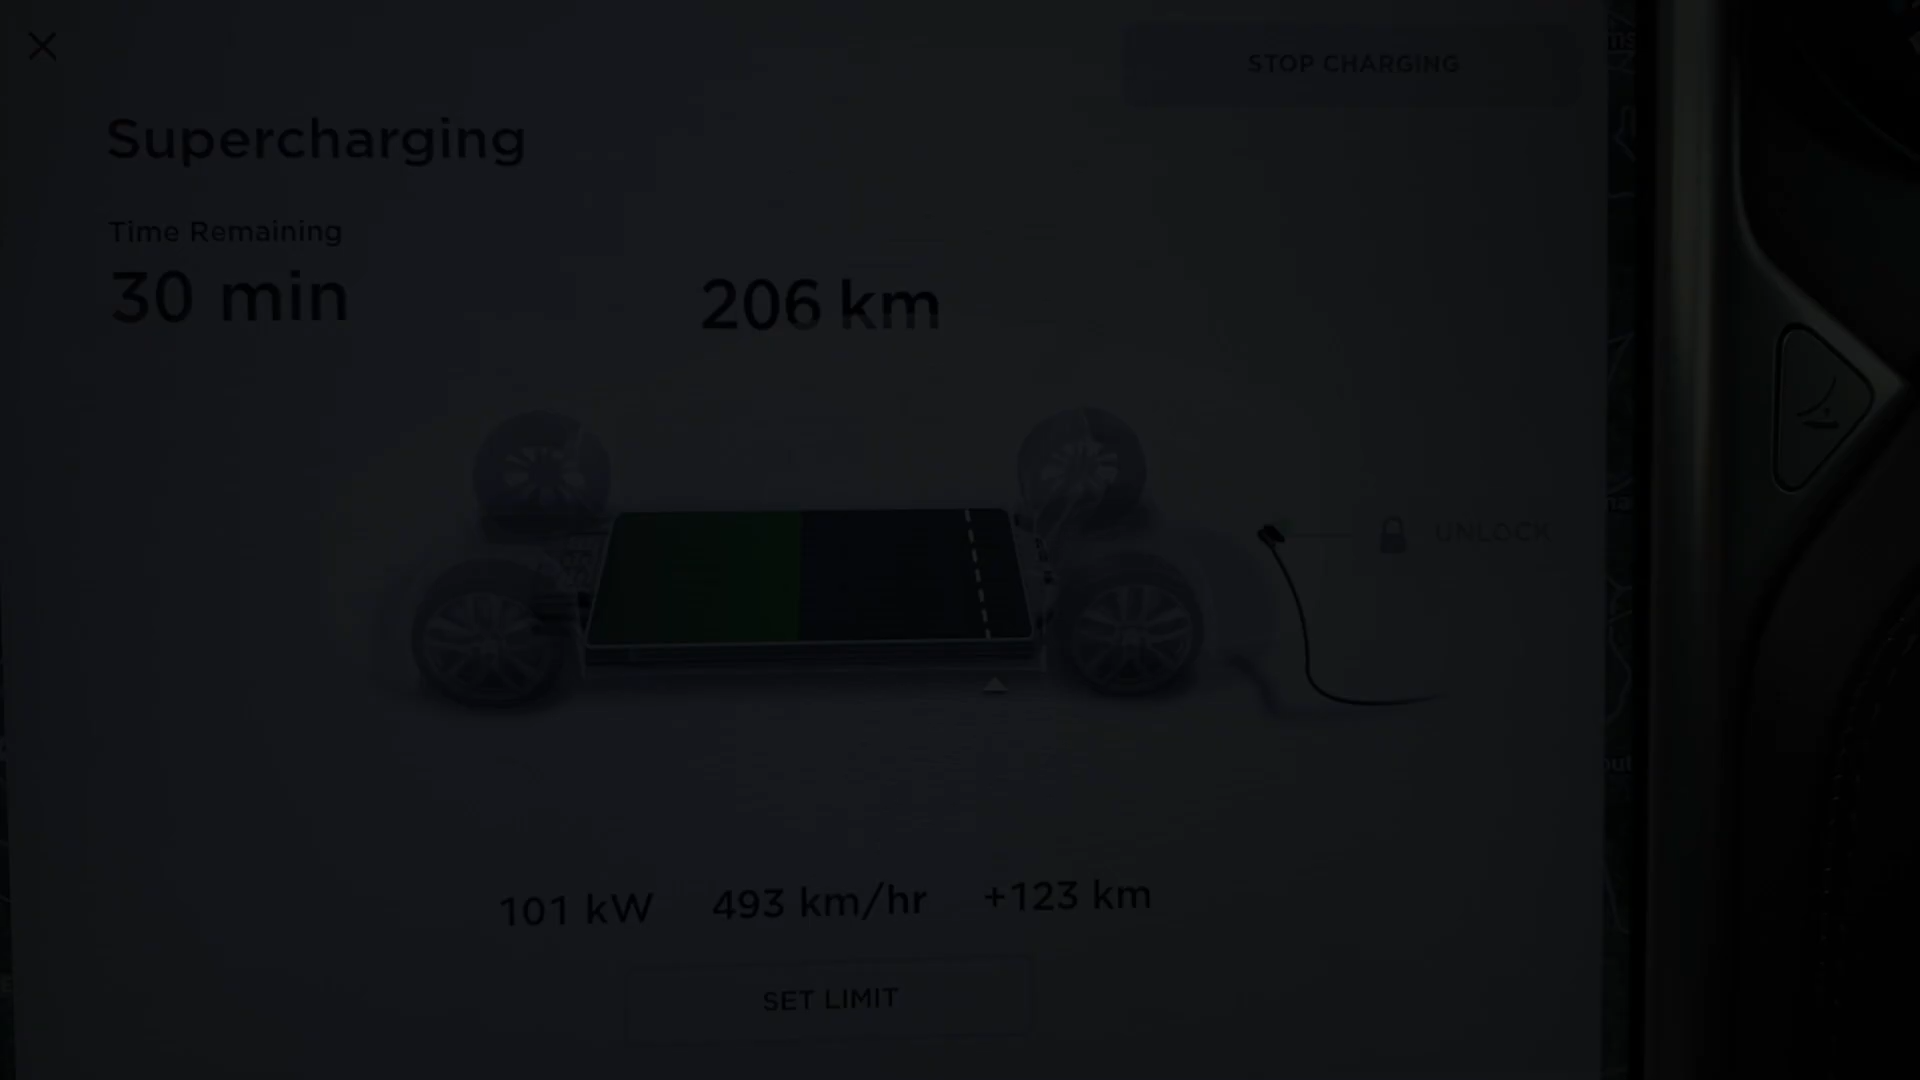 STOP CHARGING
Supercharging
Time Remaining
30 min
206 km
UNLOCK
101 kW 493 km/hr +123 km
SET LIMIT